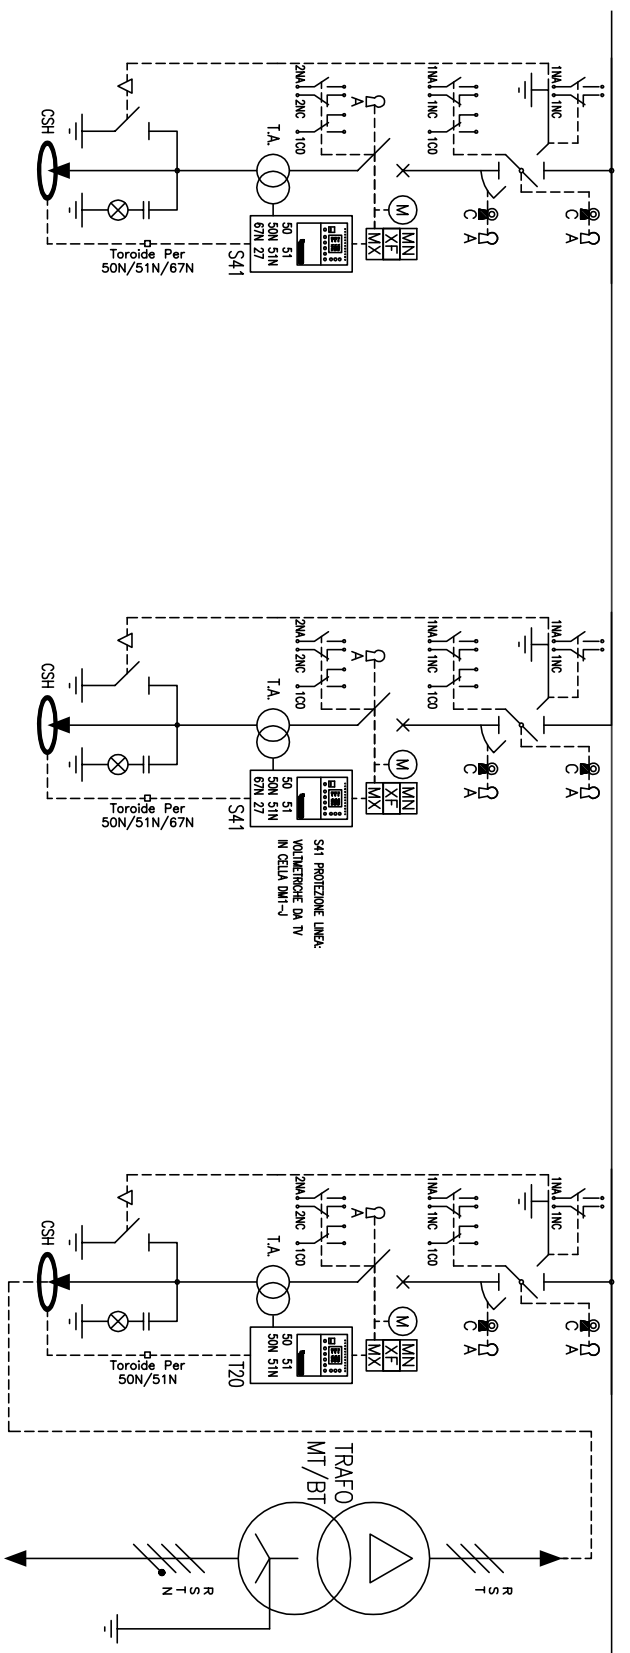 1NA 1NC
C A
C A
1NA 1NC 1CO
MN
XF
MX
M
A
2NA 2NC 1CO
T.A.
50 51
50N 51N
67N 27
S41
Toroide Per
50N/51N/67N
CSH
1NA 1NC
C A
C A
1NA 1NC 1CO
MN
XF
MX
M
A
2NA 2NC 1CO
T.A.
50 51
50N 51N
67N 27
S41
S41 PROTEZIONE LINEA:
VOLTMETRICHE DA TV
IN CELLA DM1-J
Toroide Per
50N/51N/67N
CSH
1NA 1NC
C A
C A
1NA 1NC 1CO
MN
XF
MX
M
A
2NA 2NC 1CO
T.A.
50 51
50N 51N
T20
Toroide Per
50N/51N
CSH
TRAFO
MT/BT
R
S
T
R
S
T
N